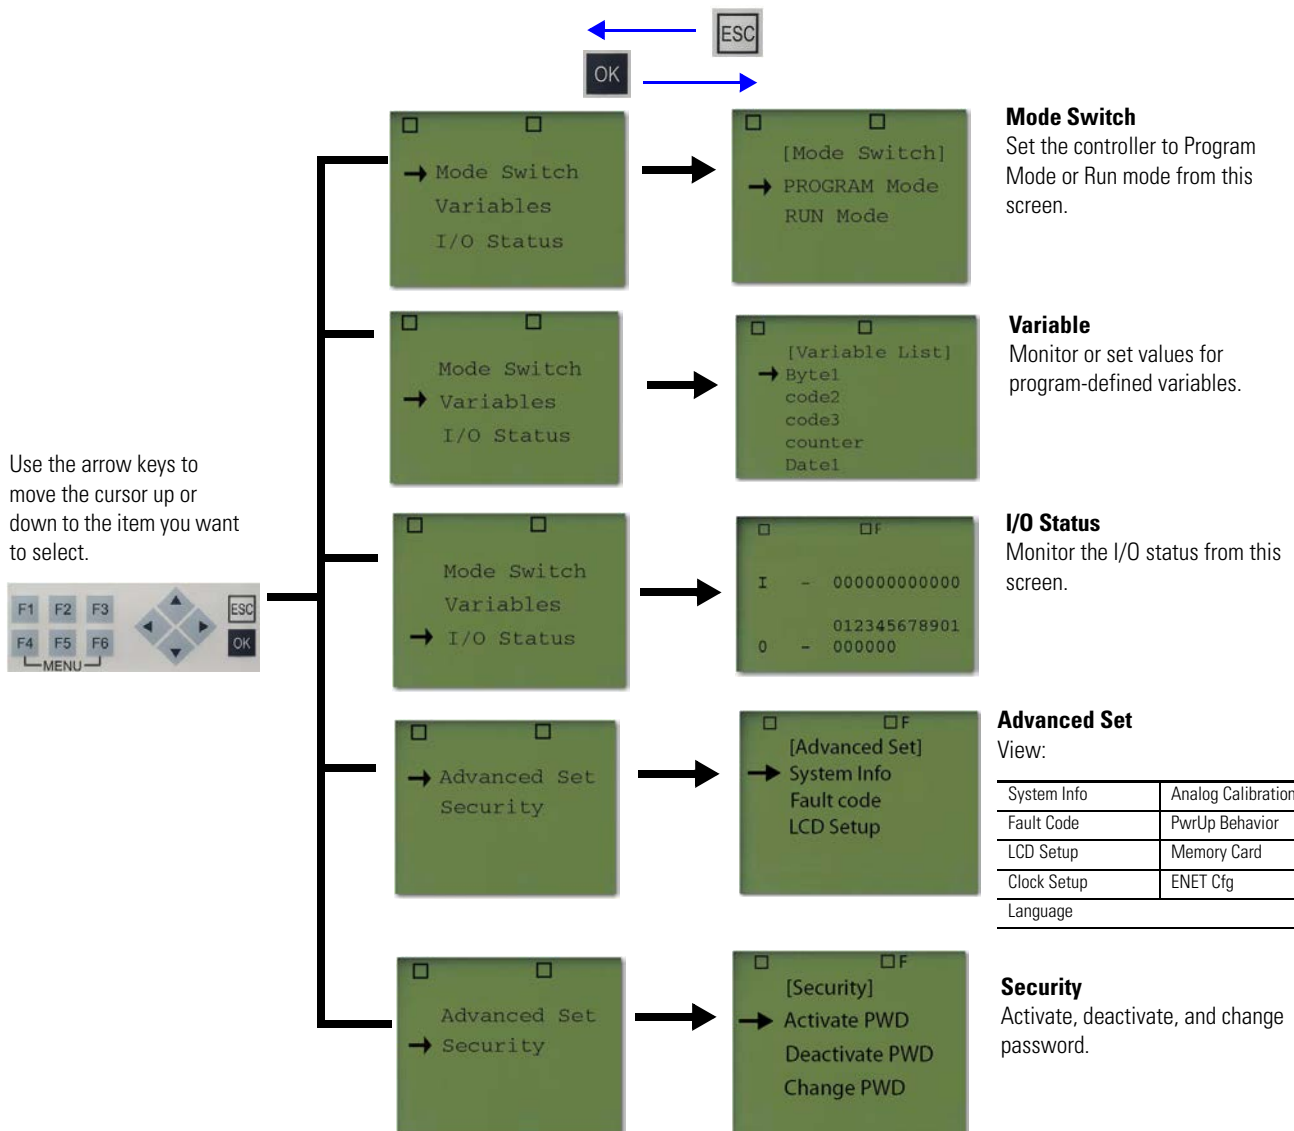 ESC
OK
Mode Switch
Variables
I/O Status
[Mode Switch]
PROGRAM Mode
RUN Mode
Mode Switch
Set the controller to Program
Mode or Run mode from this
screen.
Mode Switch
Variables
I/O Status
[Variable List]
Byte1
code2
code3
counter
Date1
Variable
Monitor or set values for
program-defined variables.
Use the arrow keys to
move the cursor up or
down to the item you want
to select.
F1 F2 F3 ESC
F4 F5 F6 OK
MENU
Mode Switch
Variables
I/O Status
F
I - 000000000000
012345678901
O - 000000
I/O Status
Monitor the I/O status from this
screen.
Advanced Set
Security
F
[Advanced Set]
System Info
Fault code
LCD Setup
Advanced Set
View:
System Info Analog Calibration
Fault Code PwrUp Behavior
LCD Setup Memory Card
Clock Setup ENET Cfg
Language
Advanced Set
Security
F
[Security]
Activate PWD
Deactivate PWD
Change PWD
Security
Activate, deactivate, and change
password.